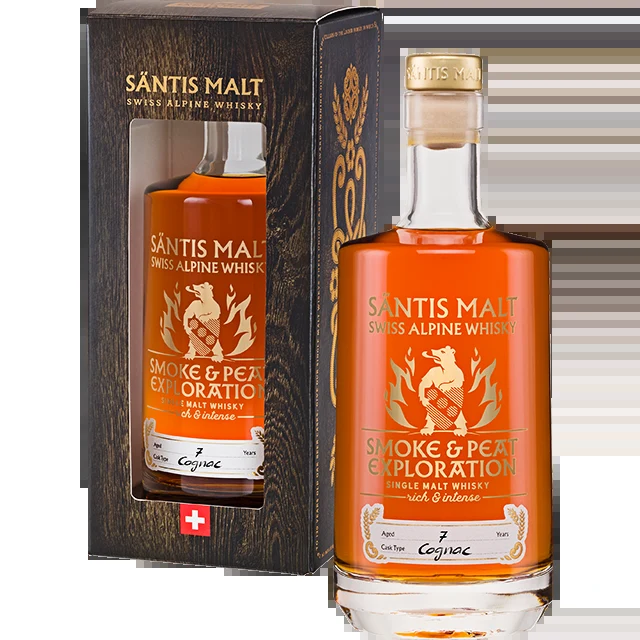 SÄNTIS MALT
SWISS ALPINE WHISKY
SÄNTIS MALT
SWISS ALPINE WHISKY
SMOKE & PEAT
EXPLORATION
SINGLE MALT WHISKY
rich & intense
Aged 7 Years
Cask Type Cognac
SÄNTIS MALT
SÄNTIS MALT
SWISS ALPINE WHISKY
SMOKE & PEAT
EXPLORATION
SINGLE MALT WHISKY
rich & intense
Aged 7 Years
Cask Type Cognac